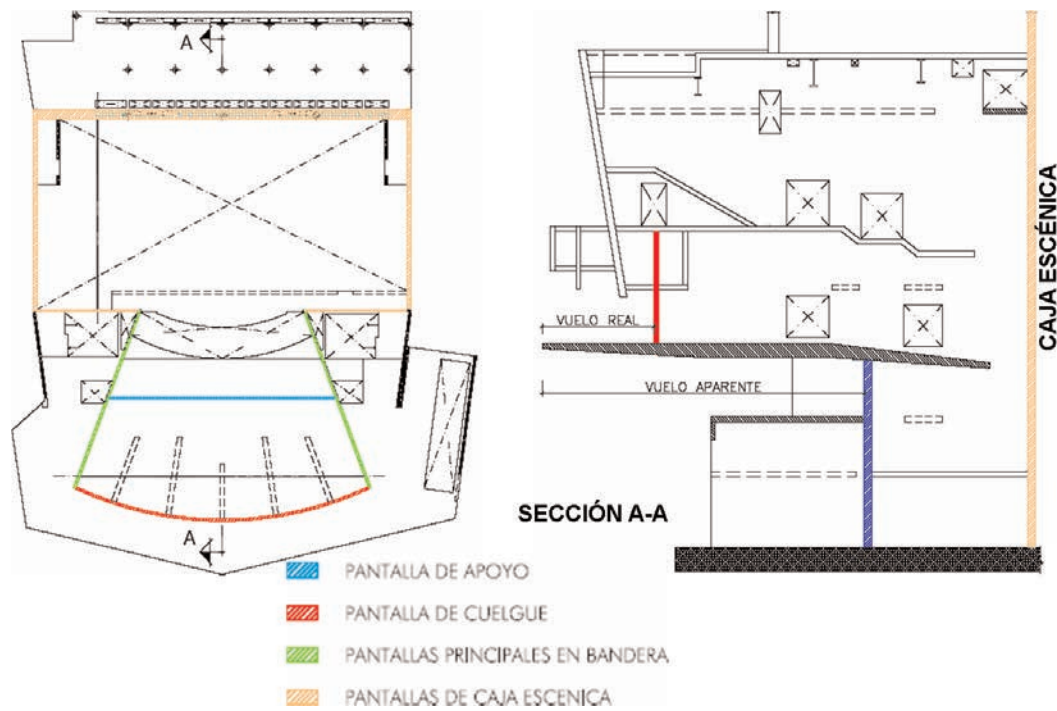 A
A
VUELO REAL
VUELO APARENTE
CAJA ESCÉNICA
SECCIÓN A-A
PANTALLA DE APOYO
PANTALLA DE CUELGUE
PANTALLAS PRINCIPALES EN BANDERA
PANTALLAS DE CAJA ESCENICA